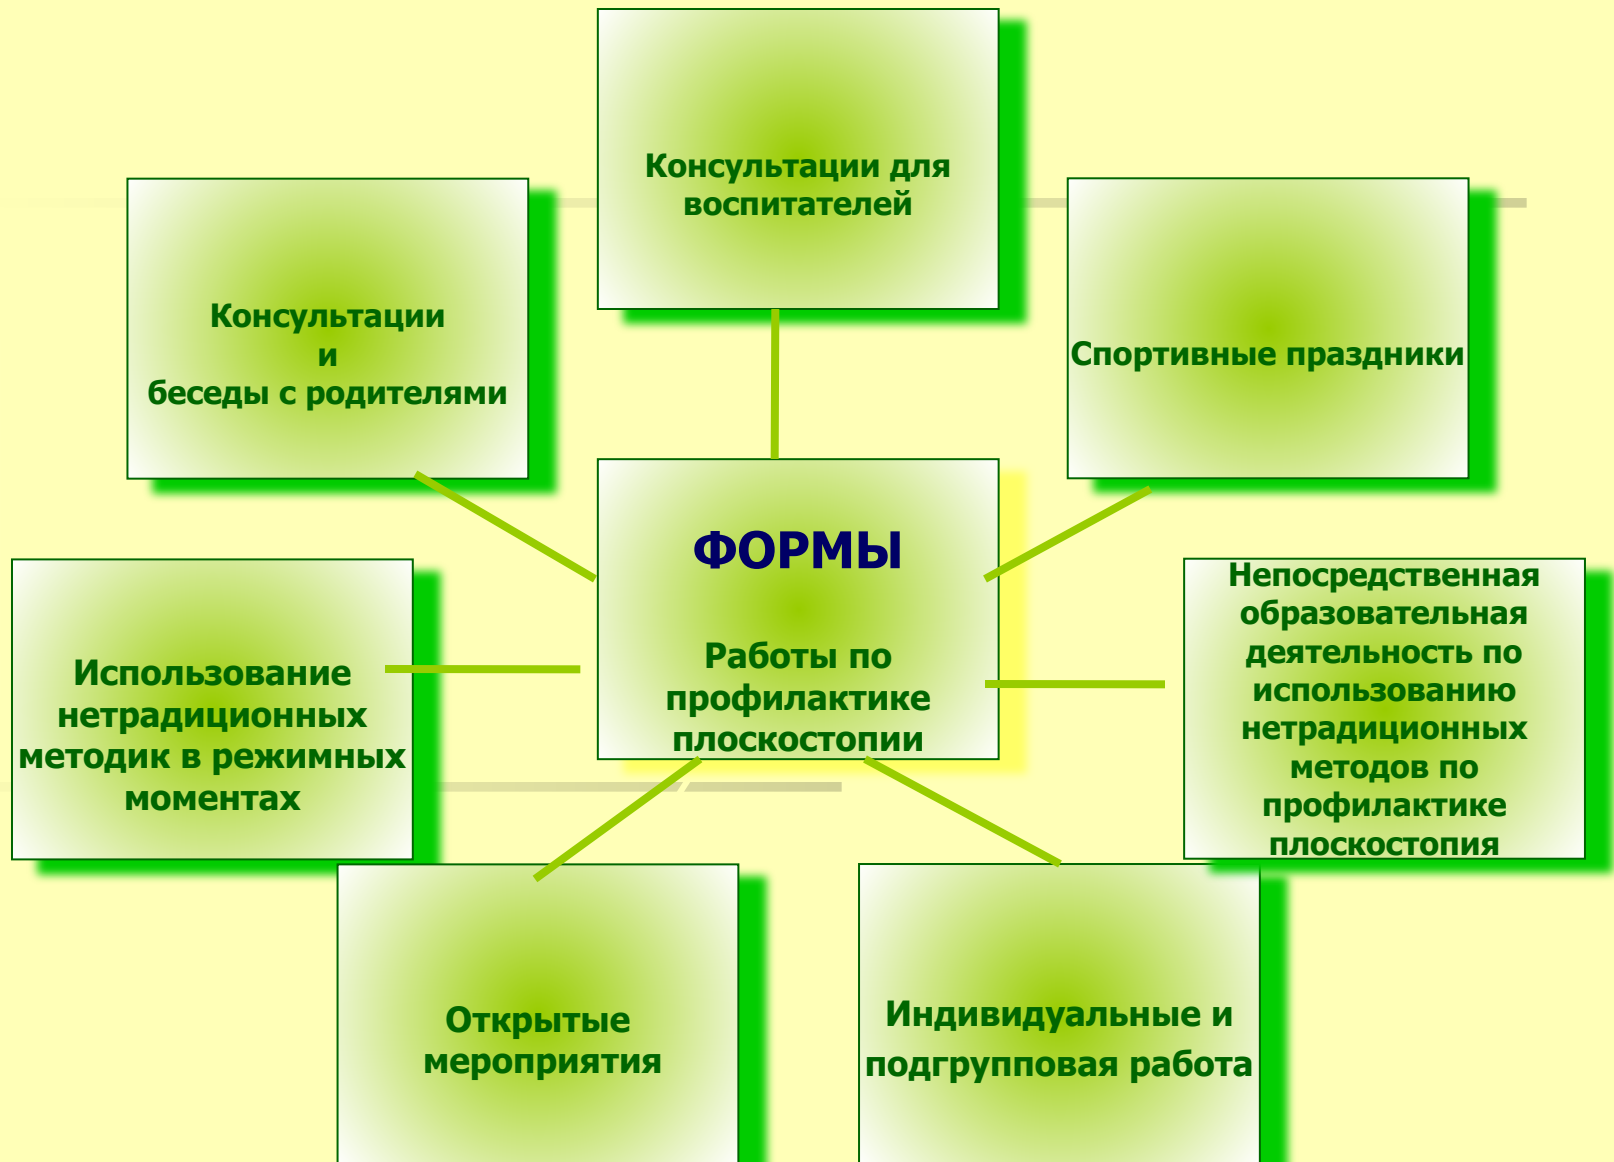 Консультации для
воспитателей
Консультации
и
беседы с родителями
Спортивные праздники
ФОРМЫ
Работы по
профилактике
плоскостопии
Непосредственная
образовательная
деятельность по
использованию
нетрадиционных
методов по
профилактике
плоскостопия
Использование
нетрадиционных
методик в режимных
моментах
Открытые
мероприятия
Индивидуальные и
подгрупповая работа